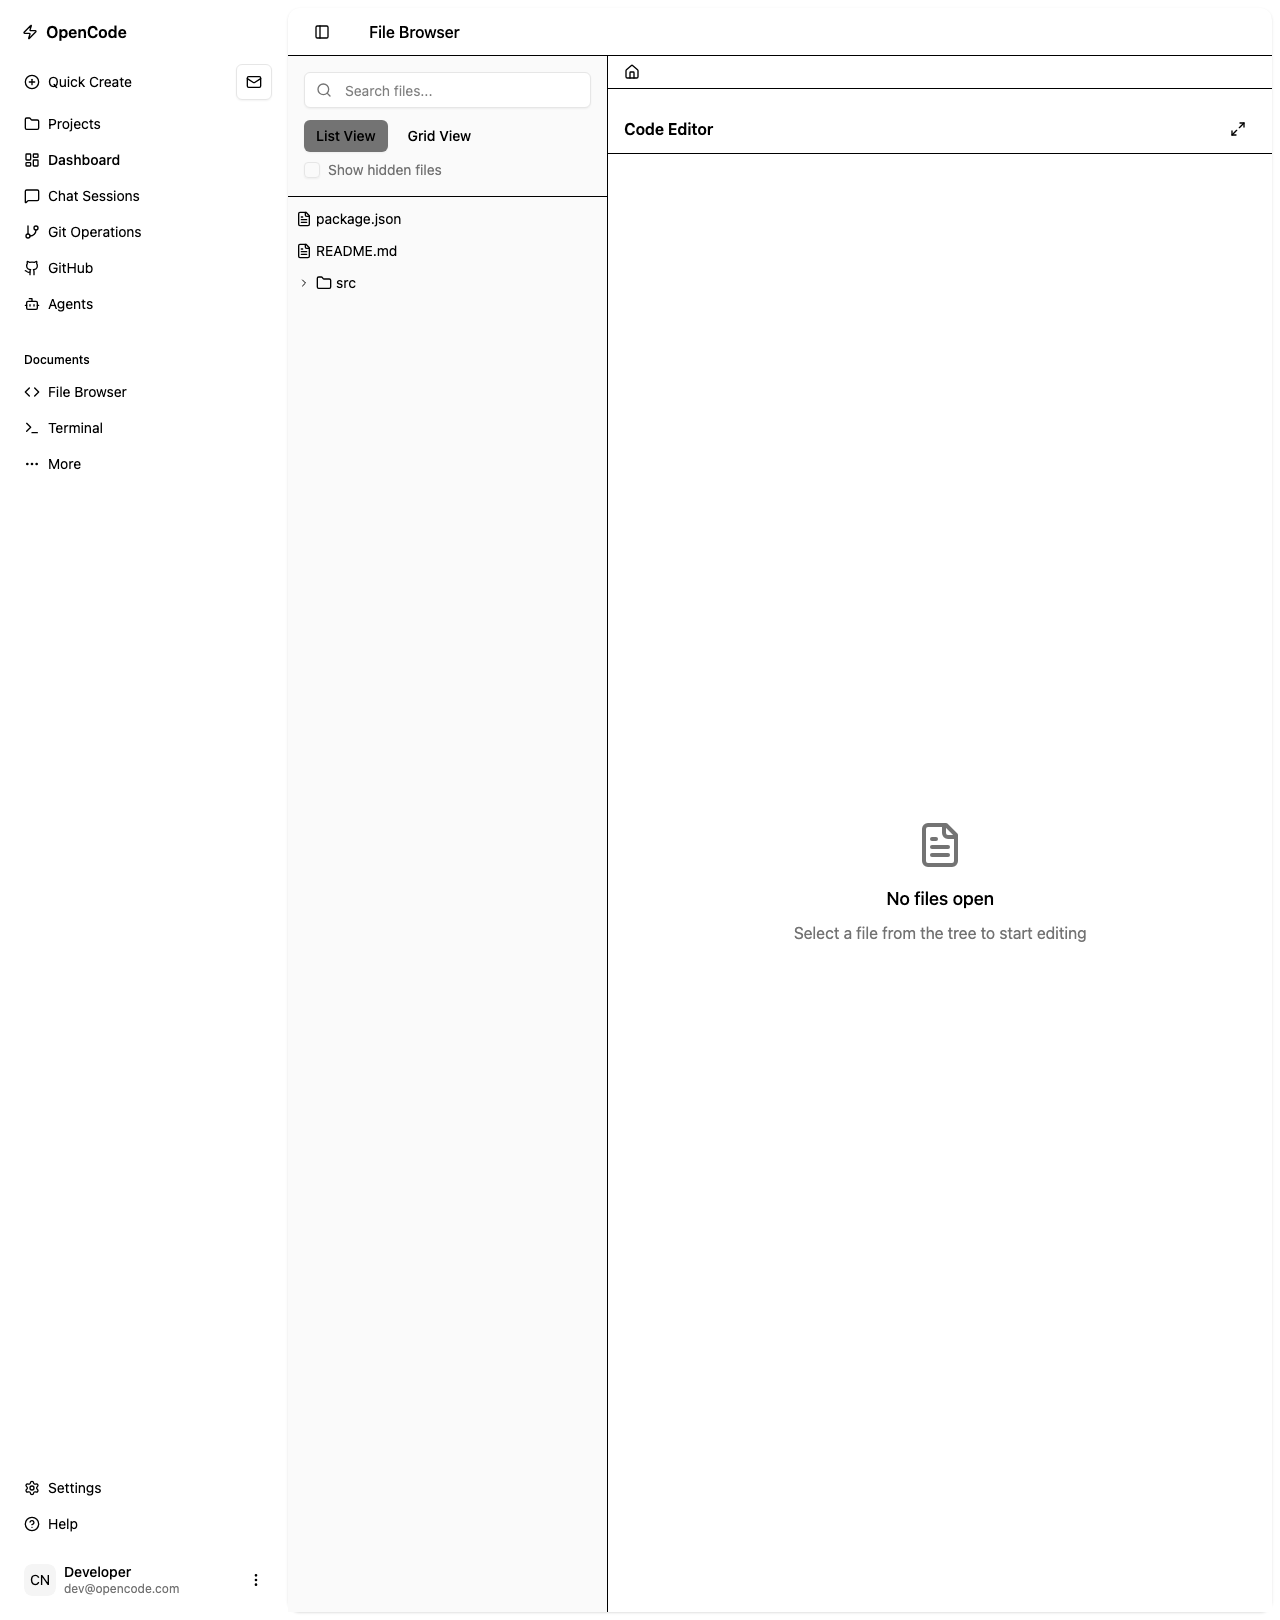 OpenCode
Quick Create
Projects
Dashboard
Chat Sessions
Git Operations
GitHub
Agents
Documents
File Browser
Terminal
More
Settings
Help
CN
Developer
dev@opencode.com
File Browser
Search files...
List View
Grid View
Show hidden files
package.json
README.md
src
Code Editor
No files open
Select a file from the tree to start editing